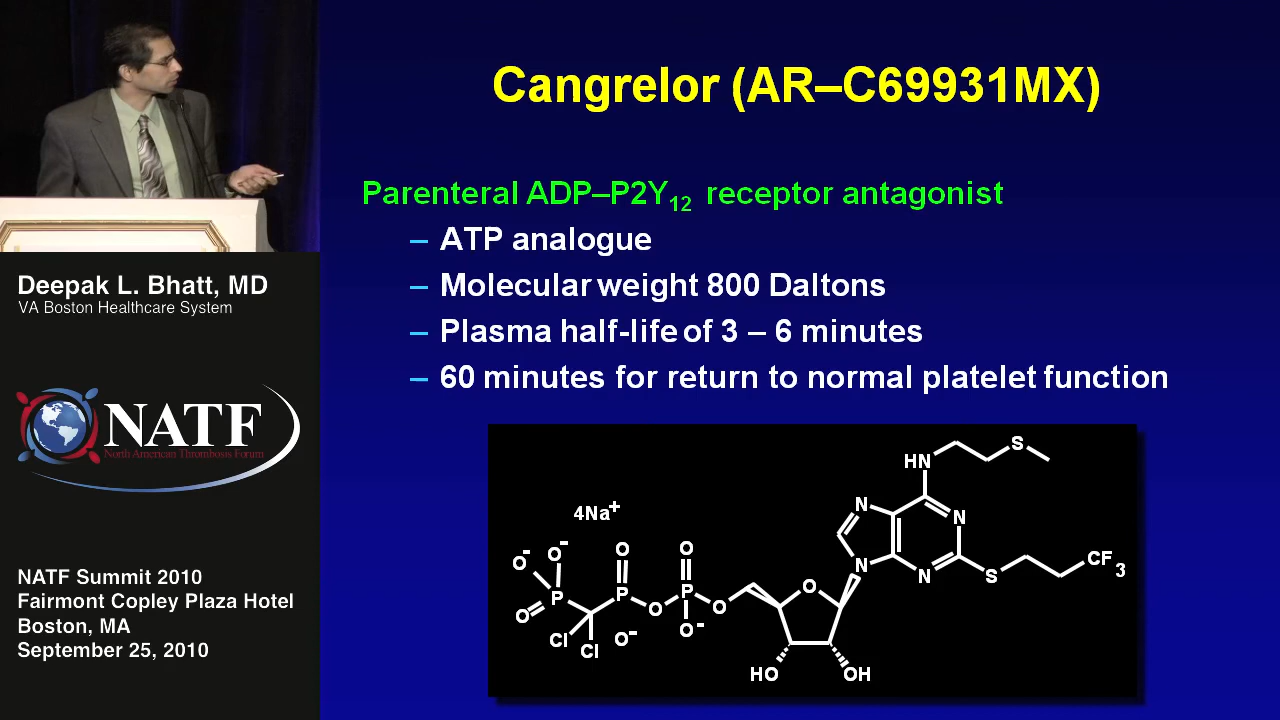 Cangrelor (AR–C69931MX)
Parenteral ADP–P2Y12 receptor antagonist
– ATP analogue
– Molecular weight 800 Daltons
– Plasma half-life of 3 – 6 minutes
– 60 minutes for return to normal platelet function
HN
S
N
N
N
N
S
CF3
4Na+
O-
O-
O
O
P
P
P
O
O
O
O
Cl
Cl
O-
O-
HO
OH
Deepak L. Bhatt, MD
VA Boston Healthcare System
NATF
North American Thrombosis Forum
NATF Summit 2010
Fairmont Copley Plaza Hotel
Boston, MA
September 25, 2010